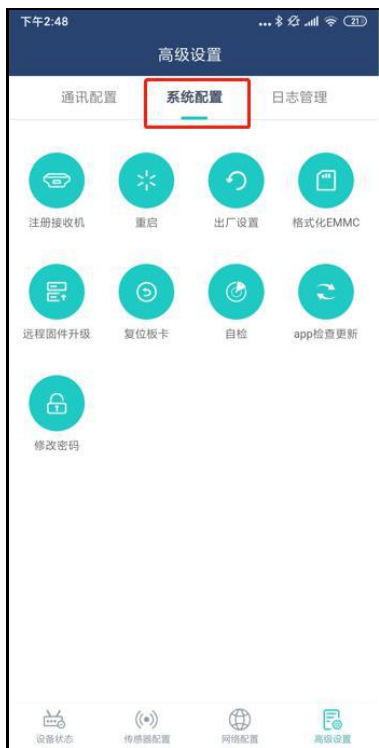 下午2:48
21
高级设置
通讯配置 系统配置 日志管理
注册接收机 重启 出厂设置 格式化EMMC
远程固件升级 复位板卡 自检 app检查更新
修改密码
设备状态 传感器配置 网络配置 高级设置